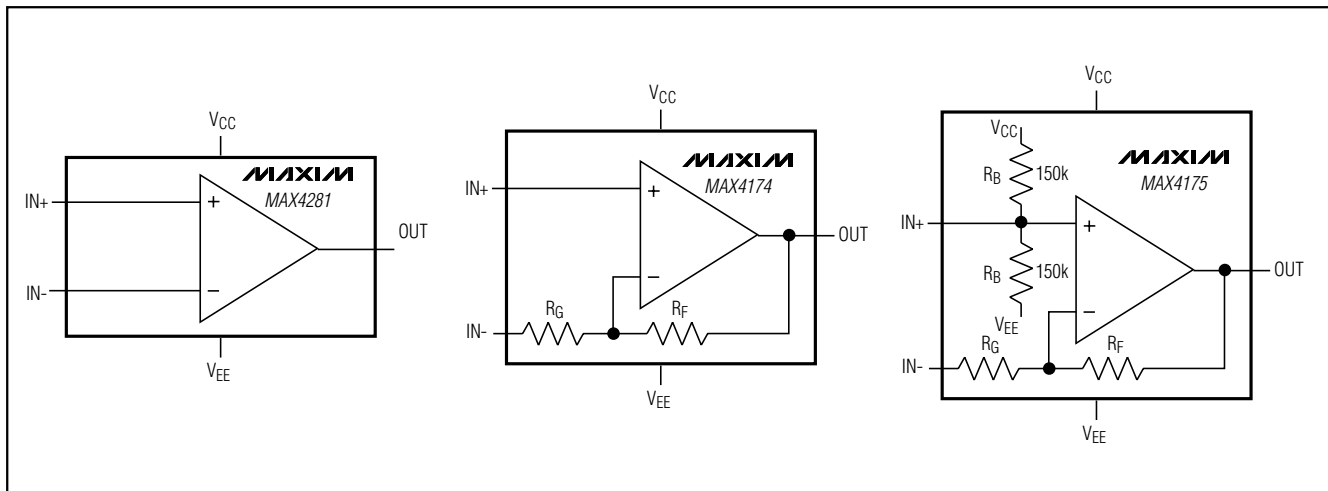 VCC
MAXIM
MAX4281
IN+
+
OUT
IN-
−
VEE
VCC
MAXIM
MAX4174
IN+
+
OUT
−
RG
RF
IN-
VEE
VCC
VCC
MAXIM
MAX4175
RB 150k
IN+
+
RB 150k
OUT
−
VEE
RG
RF
IN-
VEE